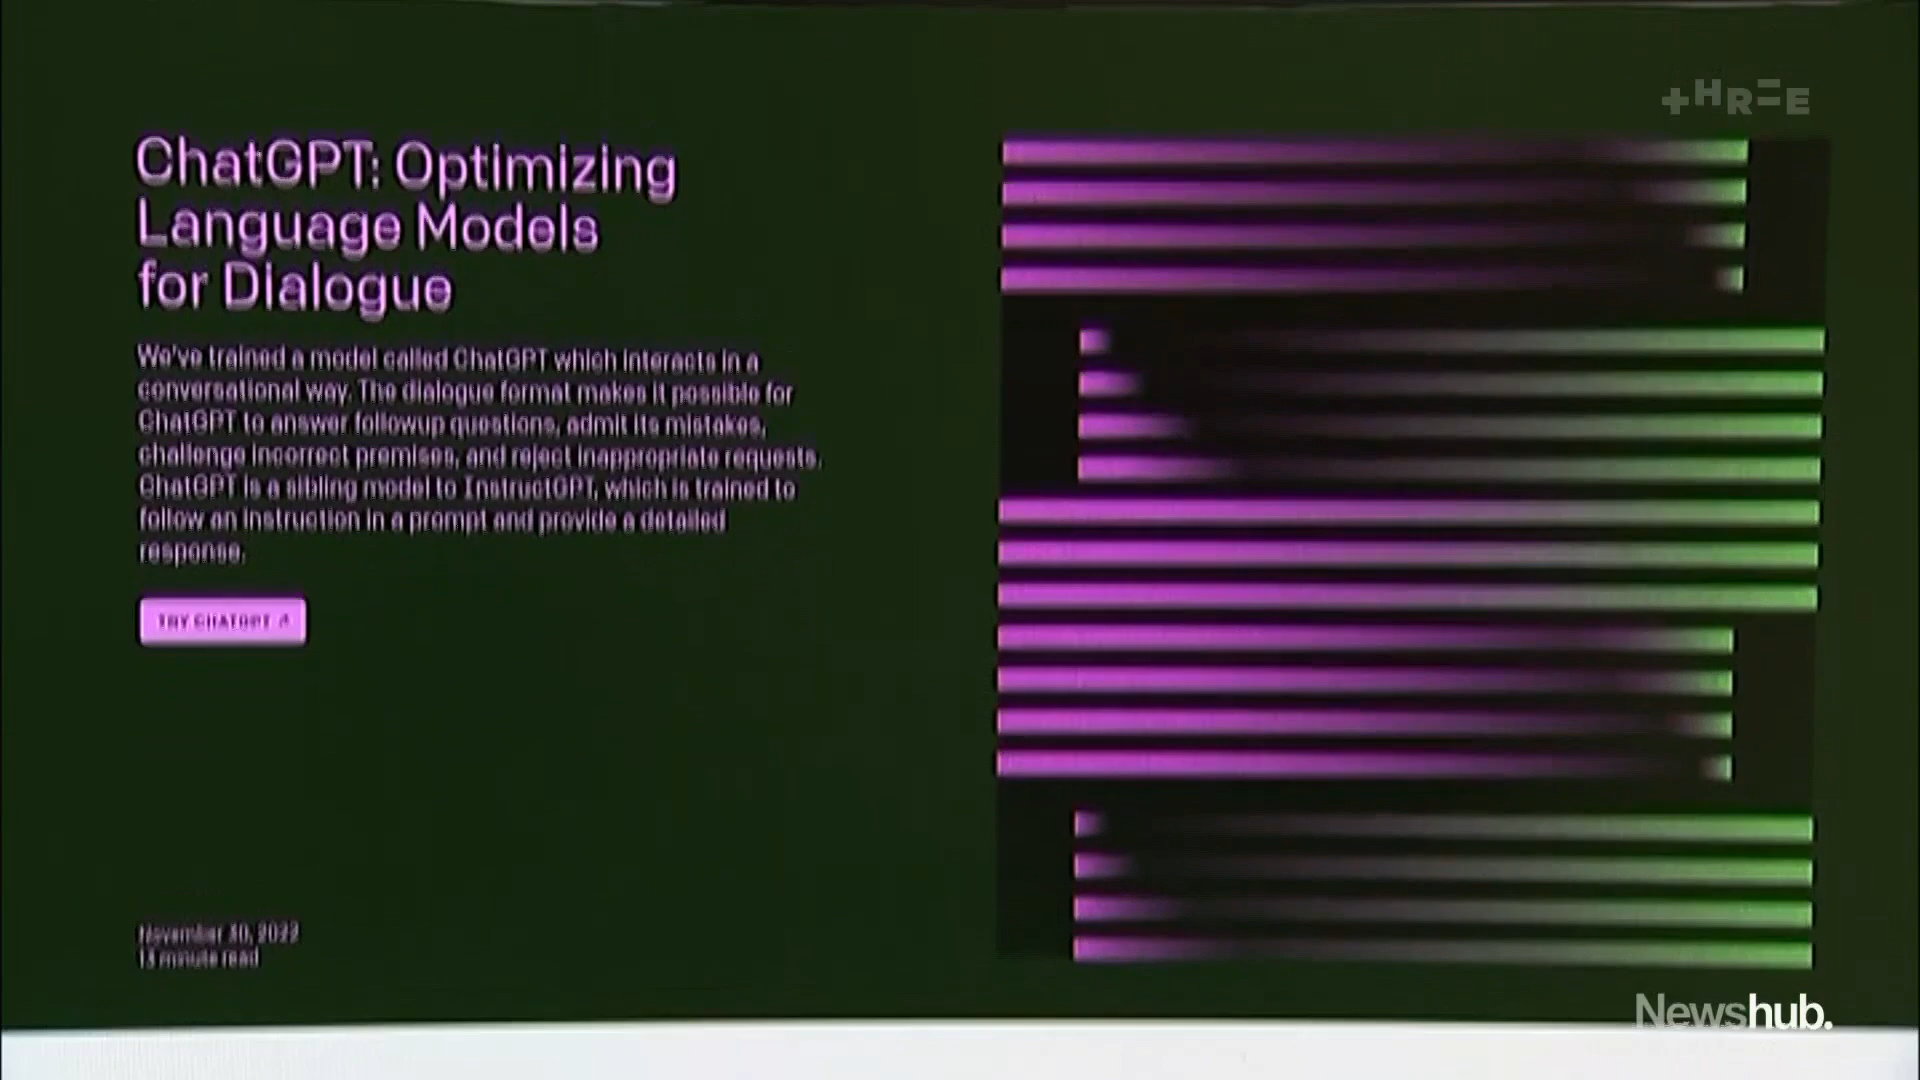 +HREE
ChatGPT: Optimizing
Language Models
for Dialogue
We've trained a model called ChatGPT which interacts in a
conversational way. The dialogue format makes it possible for
ChatGPT to answer followup questions, admit its mistakes,
challenge incorrect premises, and reject inappropriate requests.
ChatGPT is a sibling model to InstructGPT, which is trained to
follow an instruction in a prompt and provide a detailed
response.
TRY CHATGPT ↗
November 30, 2022
13 minute read
Newshub.